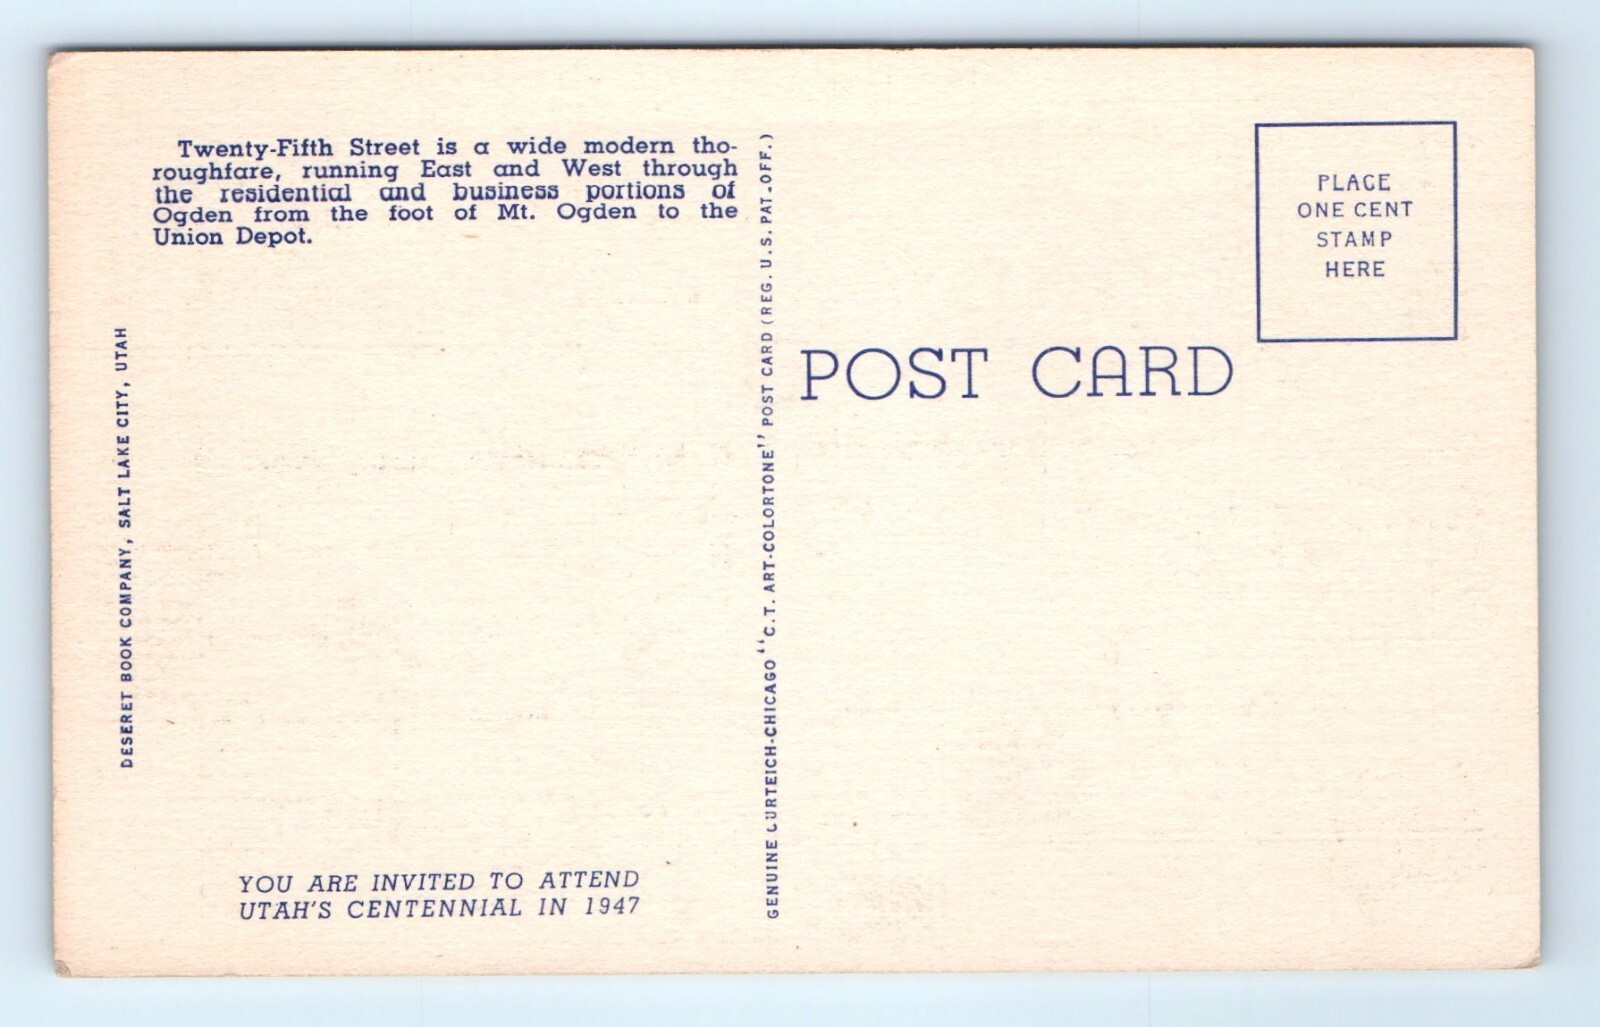 Twenty-Fifth Street is a wide modern tho-
roughfare, running East and West through
the residential and business portions of
Ogden from the foot of Mt. Ogden to the
Union Depot.
DESERET BOOK COMPANY, SALT LAKE CITY, UTAH
YOU ARE INVITED TO ATTEND
UTAH'S CENTENNIAL IN 1947
GENUINE CURTEICH-CHICAGO "C.T. ART-COLORTONE" POST CARD (REG. U.S. PAT. OFF.)
POST CARD
PLACE
ONE CENT
STAMP
HERE